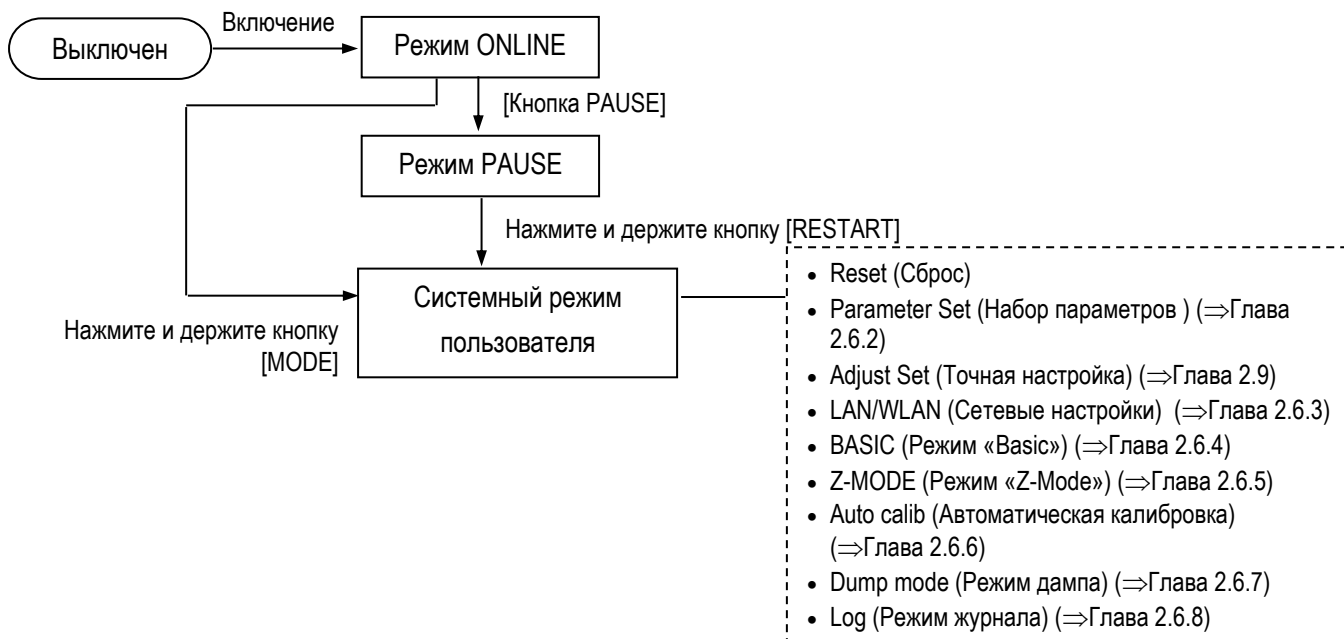 Включение
Выключен
Режим ONLINE
[Кнопка PAUSE]
Режим PAUSE
Нажмите и держите кнопку [RESTART]
Системный режим
пользователя
Нажмите и держите кнопку
[MODE]
• Reset (Сброс)
• Parameter Set (Набор параметров ) (⇒Глава
2.6.2)
• Adjust Set (Точная настройка) (⇒Глава 2.9)
• LAN/WLAN (Сетевые настройки) (⇒Глава 2.6.3)
• BASIC (Режим «Basic») (⇒Глава 2.6.4)
• Z-MODE (Режим «Z-Mode») (⇒Глава 2.6.5)
• Auto calib (Автоматическая калибровка)
(⇒Глава 2.6.6)
• Dump mode (Режим дампа) (⇒Глава 2.6.7)
• Log (Режим журнала) (⇒Глава 2.6.8)